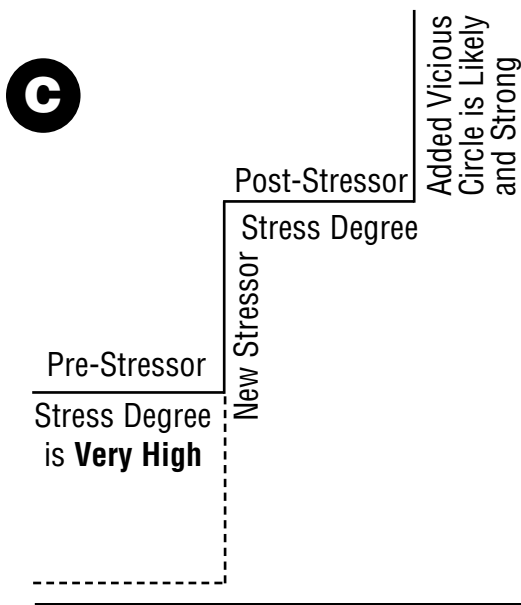 C
Added Vicious
Circle is Likely
and Strong
Post-Stressor
Stress Degree
New Stressor
Pre-Stressor
Stress Degree
is Very High